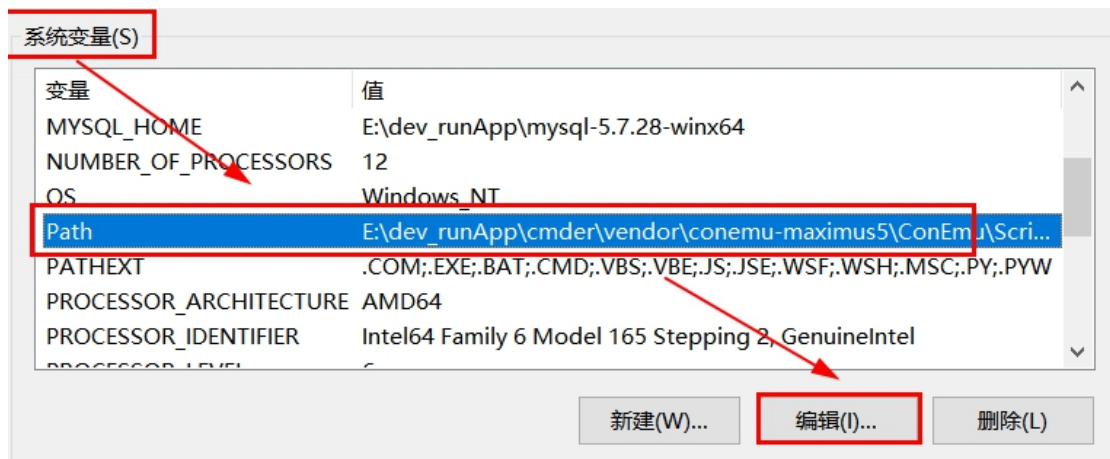 系统变量(S)
变量 值
MYSQL_HOME E:\dev_runApp\mysql-5.7.28-winx64
NUMBER_OF_PROCESSORS 12
OS Windows_NT
Path E:\dev_runApp\cmder\vendor\conemu-maximus5\ConEmu\Scri...
PATHEXT .COM;.EXE;.BAT;.CMD;.VBS;.VBE;.JS;.JSE;.WSF;.WSH;.MSC;.PY;.PYW
PROCESSOR_ARCHITECTURE AMD64
PROCESSOR_IDENTIFIER Intel64 Family 6 Model 165 Stepping 2, GenuineIntel
新建(W)... 编辑(I)... 删除(L)